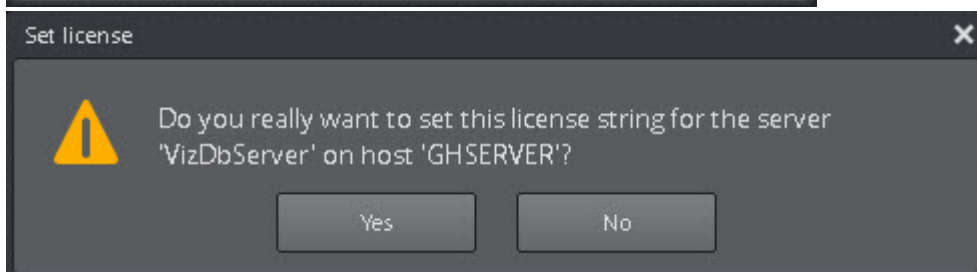 Set license
Do you really want to set this license string for the server
'VizDbServer' on host 'GHSERVER'?
Yes
No